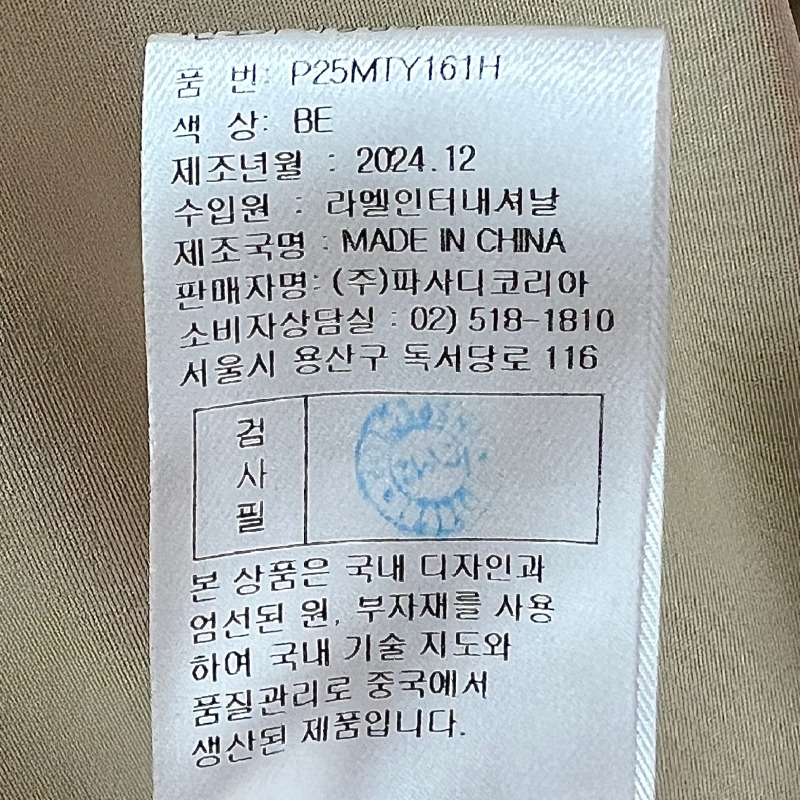 품 번: P25MTY161H
색 상: BE
제조년월 : 2024.12
수입원 : 라엘인터내셔날
제조국명 : MADE IN CHINA
판매자명: (주)파사디코리아
소비자상담실 : 02) 518-1810
서울시 용산구 독서당로 116
검
사
필
본 상품은 국내 디자인과
엄선된 원, 부자재를 사용
하여 국내 기술 지도와
품질관리로 중국에서
생산된 제품입니다.